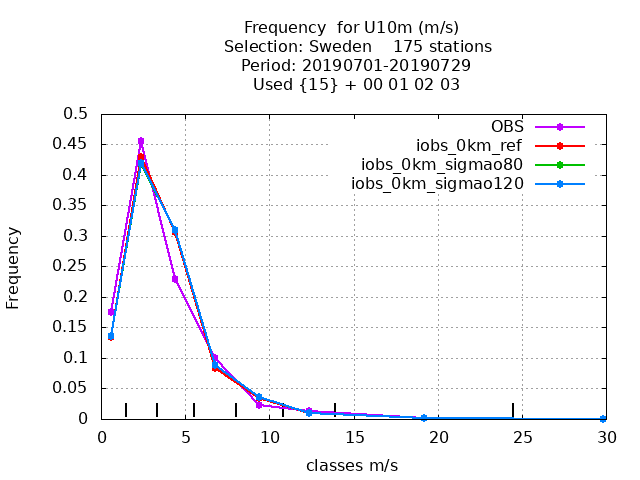 Frequency  for U10m (m/s)
Selection: Sweden    175 stations
Period: 20190701-20190729
Used {15} + 00 01 02 03
OBS
iobs_0km_ref
iobs_0km_sigmao80
iobs_0km_sigmao120
0.5
0.45
0.4
0.35
0.3
0.25
0.2
0.15
0.1
0.05
0
Frequency
0 5 10 15 20 25 30
classes m/s